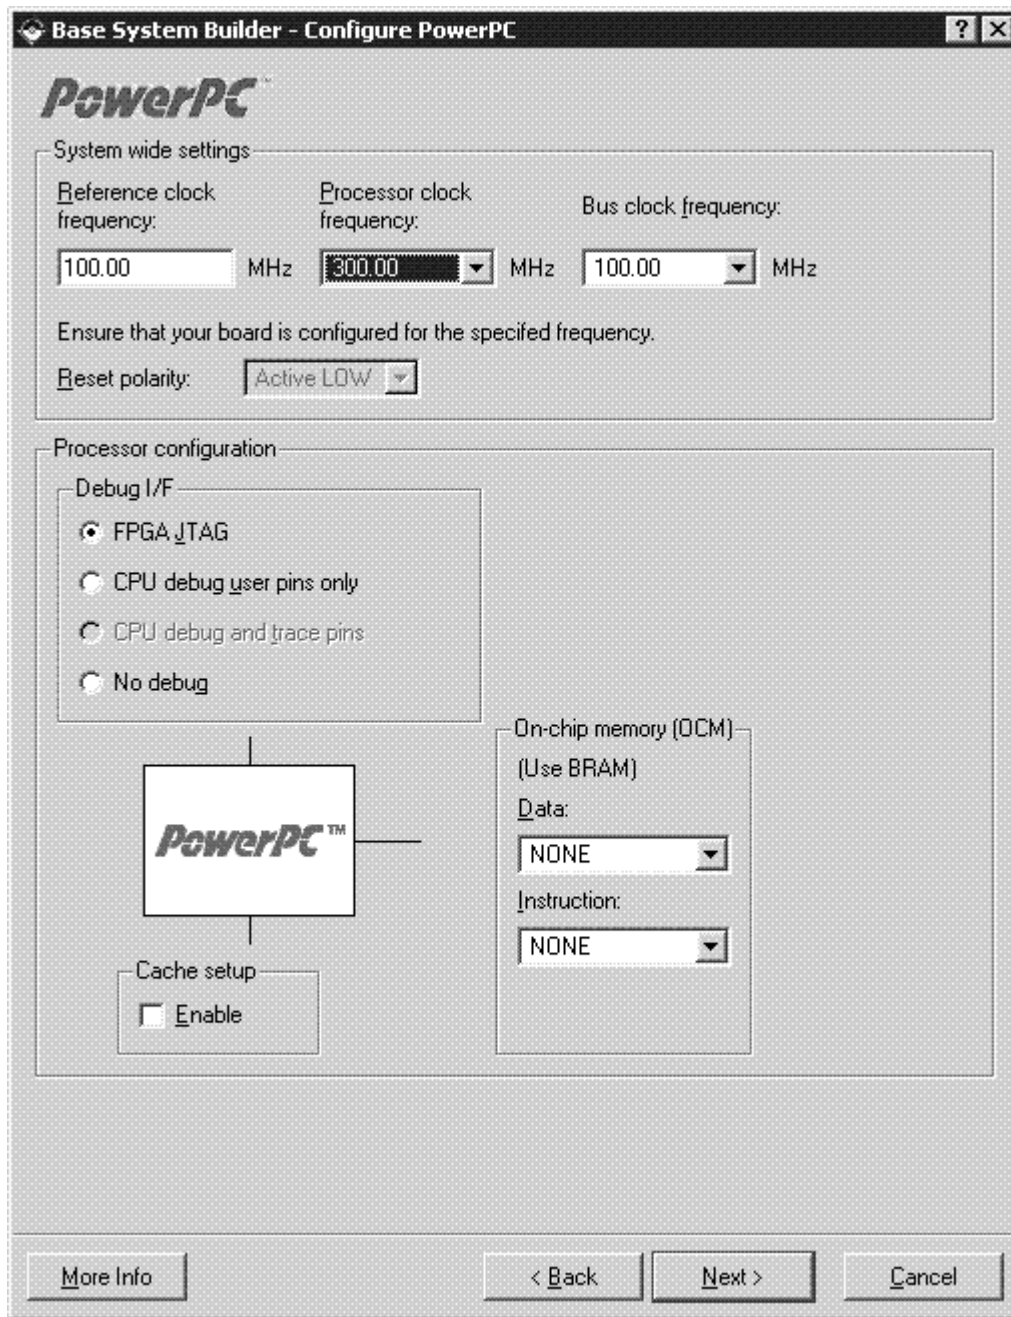 Base System Builder - Configure PowerPC
PowerPC™
System wide settings
Reference clock
frequency:
Processor clock
frequency:
Bus clock frequency:
100.00 MHz
300.00 MHz
100.00 MHz
Ensure that your board is configured for the specifed frequency.
Reset polarity: Active LOW
Processor configuration
Debug I/F
FPGA JTAG
CPU debug user pins only
CPU debug and trace pins
No debug
On-chip memory (OCM)
(Use BRAM)
Data:
NONE
Instruction:
NONE
PowerPC™
Cache setup
Enable
More Info
< Back
Next >
Cancel